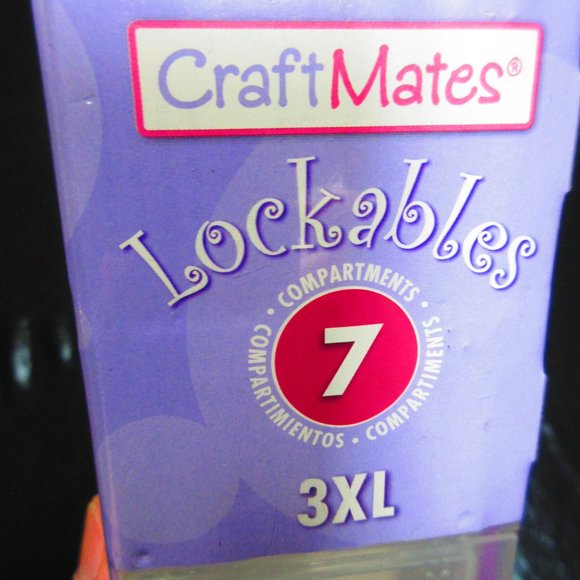 CraftMates®
Lockables
• COMPARTMENTS •
7
COMPARTIMIENTOS • COMPARTIMENTS
3XL